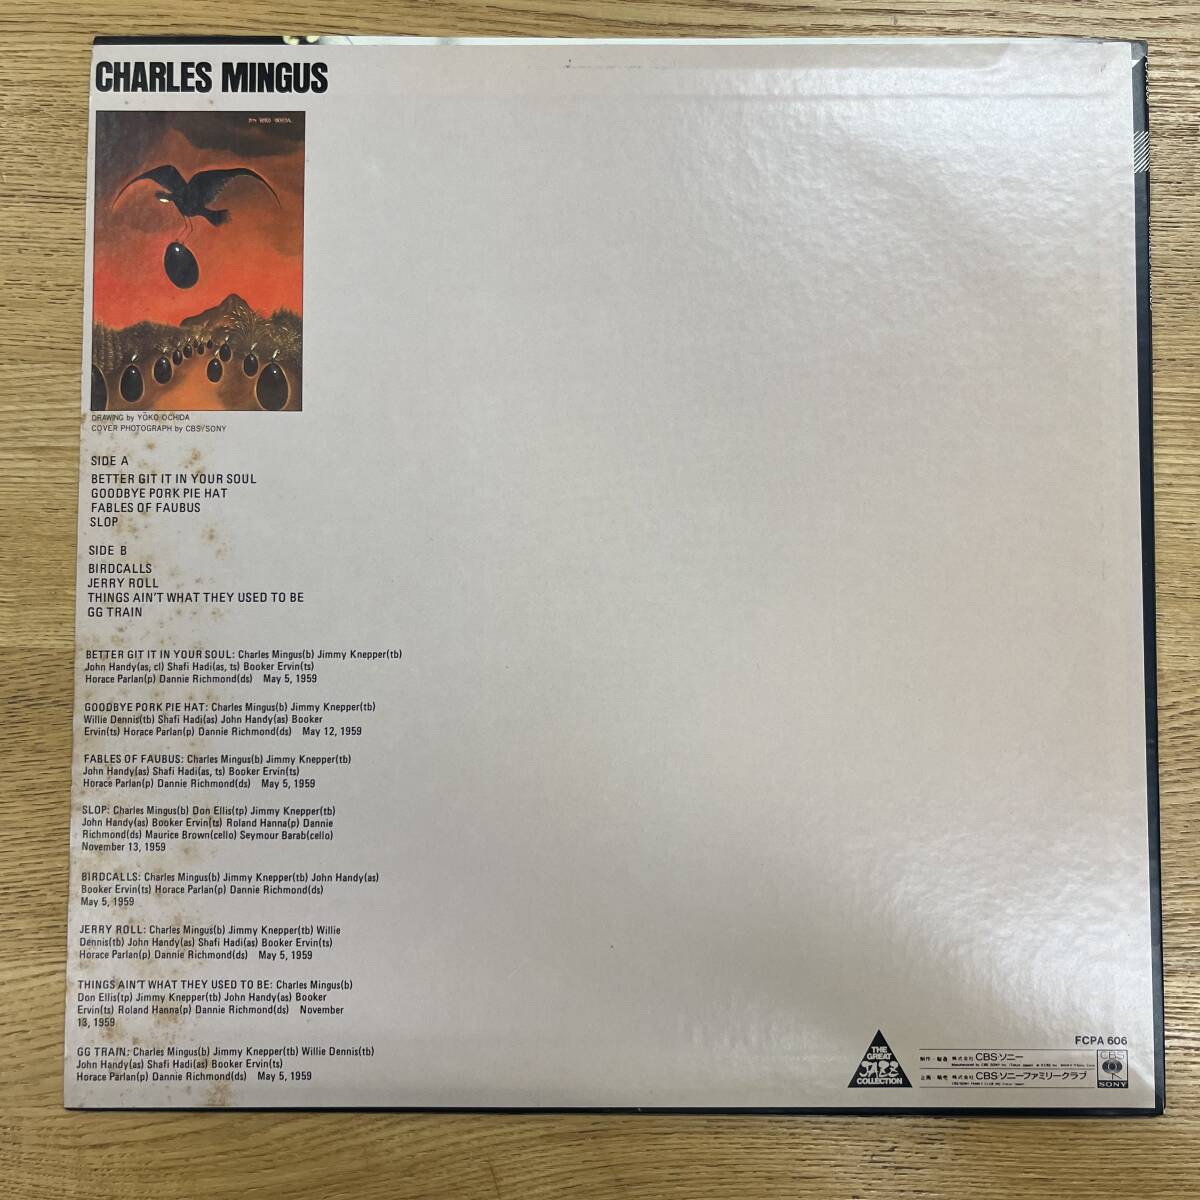 CHARLES MINGUS
DRAWING by YŌKO OCHIDA
COVER PHOTOGRAPH by CBS/SONY
SIDE A
BETTER GIT IT IN YOUR SOUL
GOODBYE PORK PIE HAT
FABLES OF FAUBUS
SLOP
SIDE B
BIRDCALLS
JERRY ROLL
THINGS AIN'T WHAT THEY USED TO BE
GG TRAIN
BETTER GIT IT IN YOUR SOUL: Charles Mingus(b) Jimmy Knepper(tb)
John Handy(as, cl) Shafi Hadi(as, ts) Booker Ervin(ts)
Horace Parlan(p) Dannie Richmond(ds) May 5, 1959
GOODBYE PORK PIE HAT: Charles Mingus(b) Jimmy Knepper(tb)
Willie Dennis(tb) Shafi Hadi(as) John Handy(as) Booker
Ervin(ts) Horace Parlan(p) Dannie Richmond(ds) May 12, 1959
FABLES OF FAUBUS: Charles Mingus(b) Jimmy Knepper(tb)
John Handy(as) Shafi Hadi(as, ts) Booker Ervin(ts)
Horace Parlan(p) Dannie Richmond(ds) May 5, 1959
SLOP: Charles Mingus(b) Don Ellis(tp) Jimmy Knepper(tb)
John Handy(as) Booker Ervin(ts) Roland Hanna(p) Dannie
Richmond(ds) Maurice Brown(cello) Seymour Barab(cello)
November 13, 1959
BIRDCALLS: Charles Mingus(b) Jimmy Knepper(tb) John Handy(as)
Booker Ervin(ts) Horace Parlan(p) Dannie Richmond(ds)
May 5, 1959
JERRY ROLL: Charles Mingus(b) Jimmy Knepper(tb) Willie
Dennis(tb) John Handy(as) Shafi Hadi(as) Booker Ervin(ts)
Horace Parlan(p) Dannie Richmond(ds) May 5, 1959
THINGS AIN'T WHAT THEY USED TO BE: Charles Mingus(b)
Don Ellis(tp) Jimmy Knepper(tb) John Handy(as) Booker
Ervin(ts) Roland Hanna(p) Dannie Richmond(ds) November
13, 1959
GG TRAIN: Charles Mingus(b) Jimmy Knepper(tb) Willie Dennis(tb)
John Handy(as) Shafi Hadi(as) Booker Ervin(ts)
Horace Parlan(p) Dannie Richmond(ds) May 5, 1959
THE
GREAT
JAZZ
COLLECTION
FCPA 606
制作・製造 株式会社 CBSソニー
企画・販売 株式会社 CBSソニーファミリークラブ
CBS
SONY